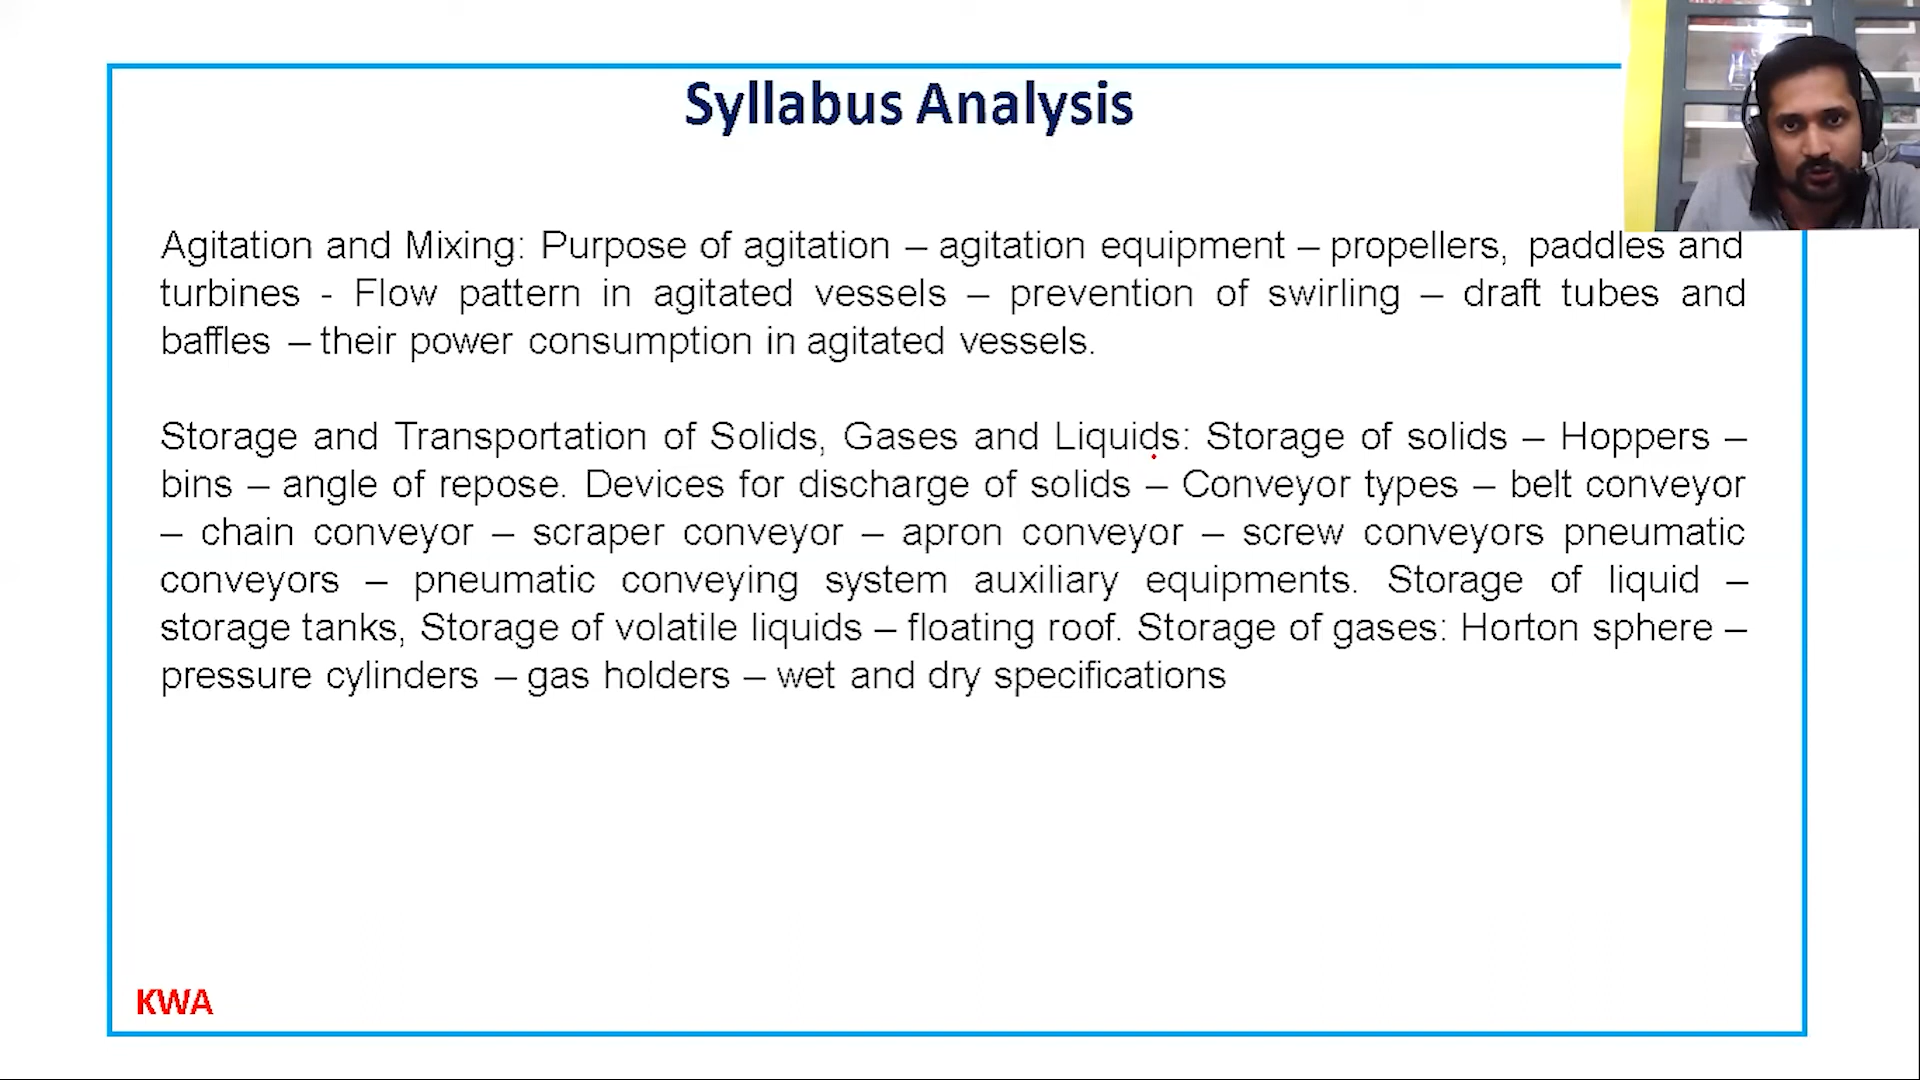 Syllabus Analysis
Agitation and Mixing: Purpose of agitation – agitation equipment – propellers, paddles and
turbines - Flow pattern in agitated vessels – prevention of swirling – draft tubes and
baffles – their power consumption in agitated vessels.
Storage and Transportation of Solids, Gases and Liquids: Storage of solids – Hoppers –
bins – angle of repose. Devices for discharge of solids – Conveyor types – belt conveyor
– chain conveyor – scraper conveyor – apron conveyor – screw conveyors pneumatic
conveyors – pneumatic conveying system auxiliary equipments. Storage of liquid –
storage tanks, Storage of volatile liquids – floating roof. Storage of gases: Horton sphere –
pressure cylinders – gas holders – wet and dry specifications
KWA